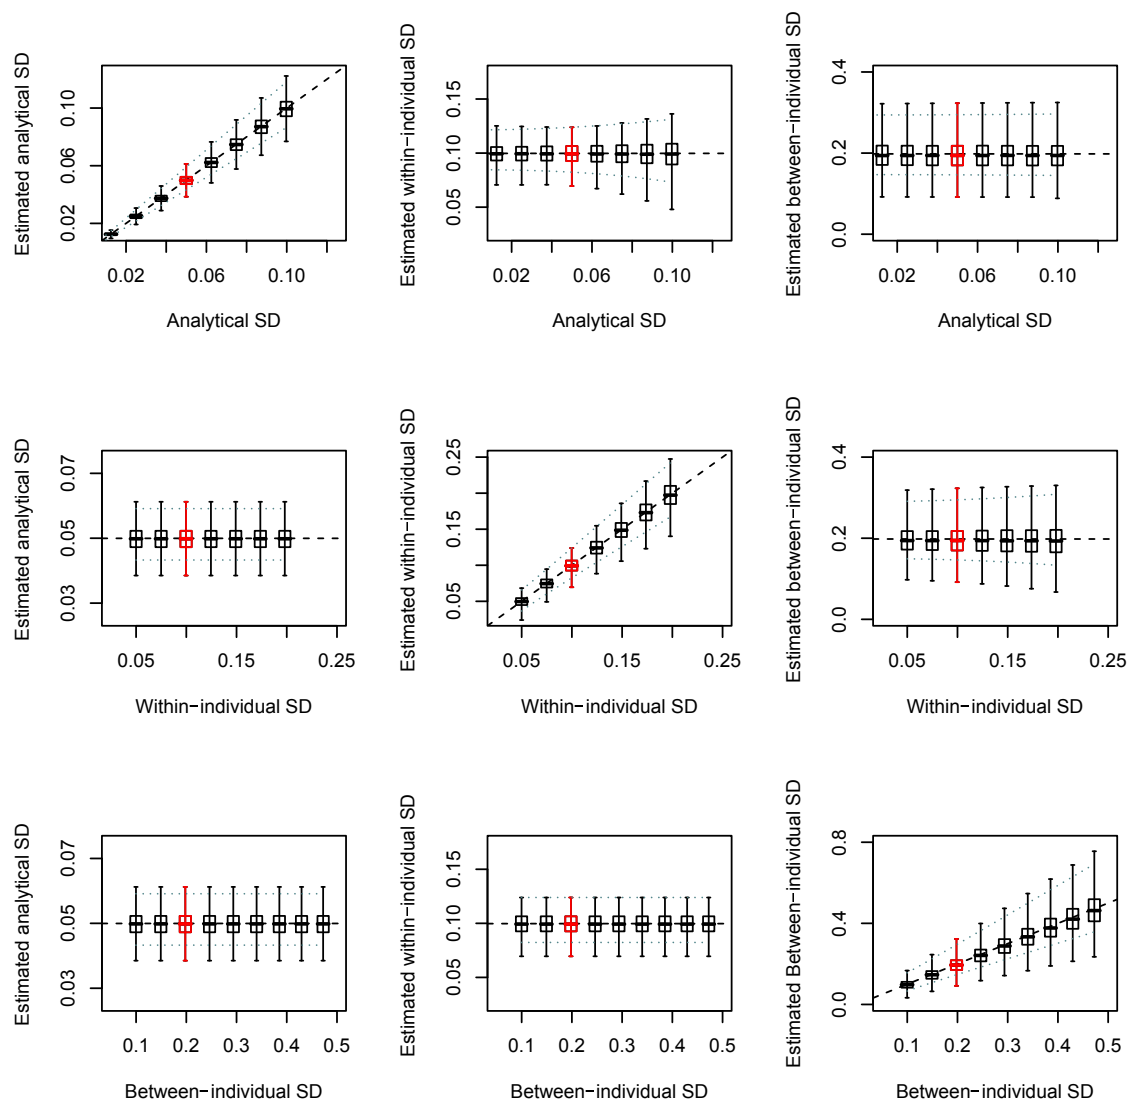 Estimated analytical SD
0.02 0.06 0.10
0.02 0.06 0.10
Analytical SD
Estimated within−individual SD
0.05 0.10 0.15
0.02 0.06 0.10
Analytical SD
Estimated between−individual SD
0.0 0.2 0.4
0.02 0.06 0.10
Analytical SD
Estimated analytical SD
0.03 0.05 0.07
0.05 0.15 0.25
Within−individual SD
Estimated within−individual SD
0.05 0.15 0.25
0.05 0.15 0.25
Within−individual SD
Estimated between−individual SD
0.0 0.2 0.4
0.05 0.15 0.25
Within−individual SD
Estimated analytical SD
0.03 0.05 0.07
0.1 0.2 0.3 0.4 0.5
Between−individual SD
Estimated within−individual SD
0.05 0.10 0.15
0.1 0.2 0.3 0.4 0.5
Between−individual SD
Estimated Between−individual SD
0.0 0.4 0.8
0.1 0.2 0.3 0.4 0.5
Between−individual SD